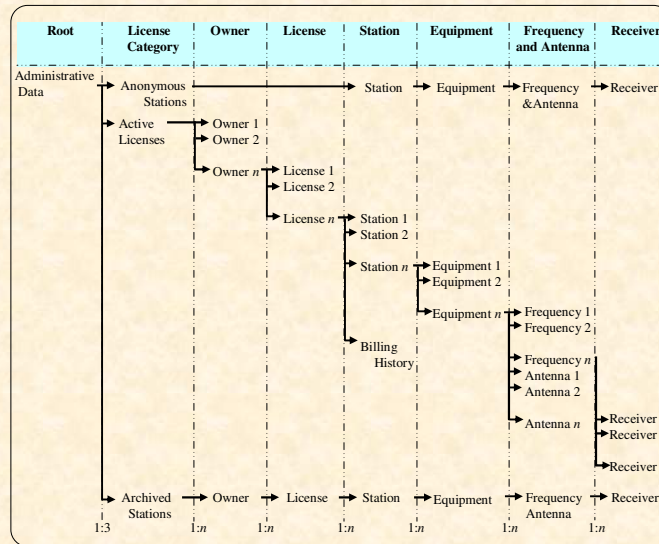 Root License Category Owner License Station Equipment Frequency and Antenna Receiver
Administrative Data
Anonymous Stations Station Equipment Frequency &Antenna Receiver
Active Licenses Owner 1
Owner 2
Owner n License 1
License 2
License n Station 1
Station 2
Station n Equipment 1
Equipment 2
Equipment n Frequency 1
Frequency 2
Billing History
Frequency n
Antenna 1
Antenna 2
Antenna n Receiver
Receiver
Receiver
Archived Stations Owner License Station Equipment Frequency Antenna Receiver
1:3 1:n 1:n 1:n 1:n 1:n 1:n